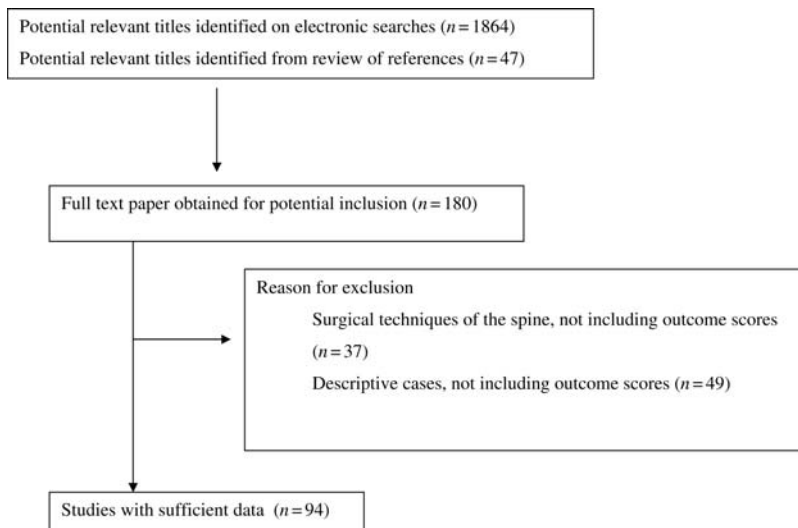 Potential relevant titles identified on electronic searches (n=1864)
Potential relevant titles identified from review of references (n=47)
Full text paper obtained for potential inclusion (n=180)
Reason for exclusion
Surgical techniques of the spine, not including outcome scores
(n=37)
Descriptive cases, not including outcome scores (n=49)
Studies with sufficient data (n=94)